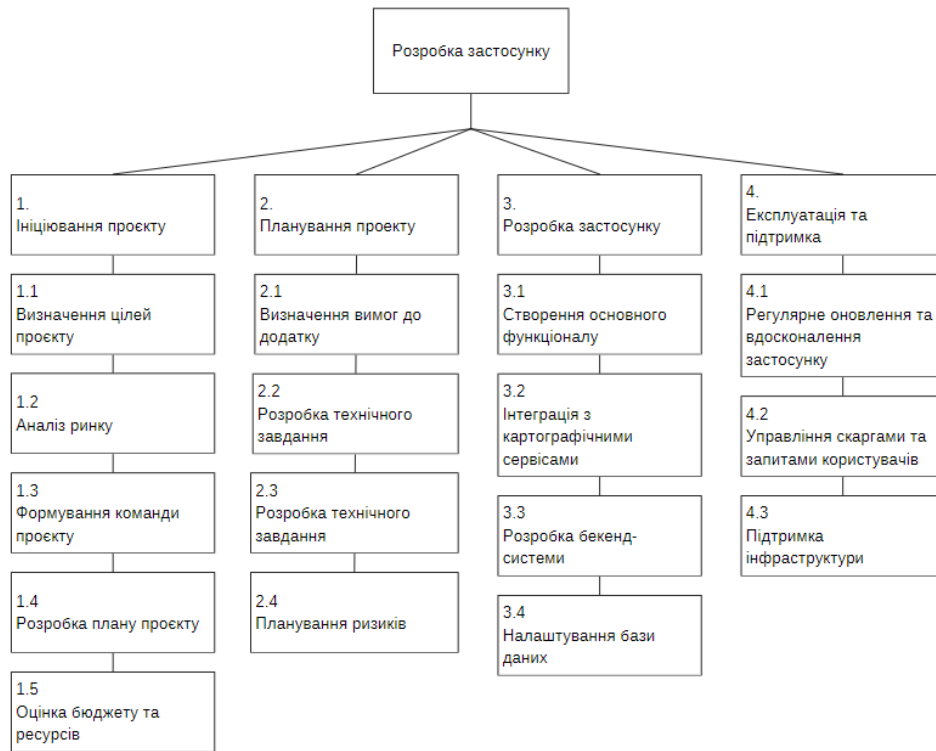 Розробка застосунку
1.
Ініціювання проєкту
1.1
Визначення цілей
проєкту
1.2
Аналіз ринку
1.3
Формування команди
проєкту
1.4
Розробка плану проєкту
1.5
Оцінка бюджету та
ресурсів
2.
Планування проекту
2.1
Визначення вимог до
додатку
2.2
Розробка технічного
завдання
2.3
Розробка технічного
завдання
2.4
Планування ризиків
3.
Розробка застосунку
3.1
Створення основного
функціоналу
3.2
Інтеграція з
картографічними
сервісами
3.3
Розробка бекенд-
системи
3.4
Налаштування бази
даних
4.
Експлуатація та
підтримка
4.1
Регулярне оновлення та
вдосконалення
застосунку
4.2
Управління скаргами та
запитами користувачів
4.3
Підтримка
інфраструктури